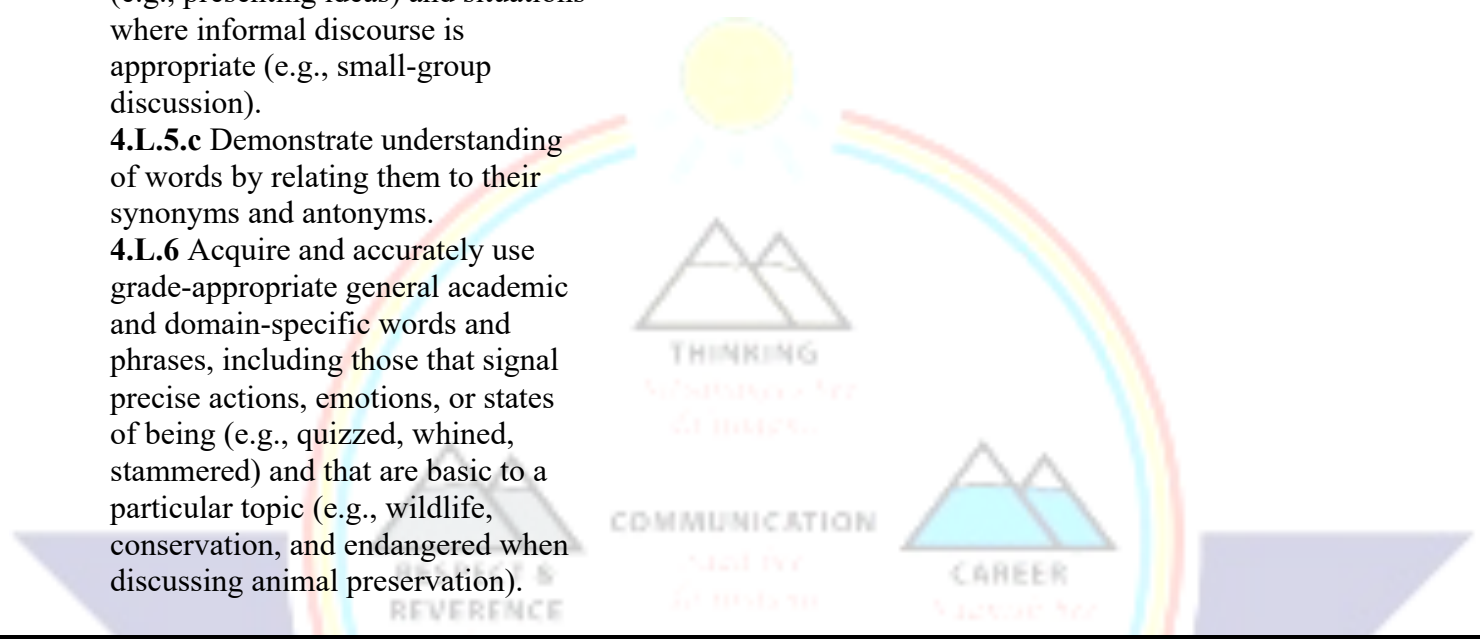 (e.g., presenting ideas) and situations
where informal discourse is
appropriate (e.g., small-group
discussion).
4.L.5.c Demonstrate understanding
of words by relating them to their
synonyms and antonyms.
4.L.6 Acquire and accurately use
grade-appropriate general academic
and domain-specific words and
phrases, including those that signal
precise actions, emotions, or states
of being (e.g., quizzed, whined,
stammered) and that are basic to a
particular topic (e.g., wildlife,
conservation, and endangered when
discussing animal preservation).
THINKING
COMMUNICATION
RESPECT &
REVERENCE
CAREER